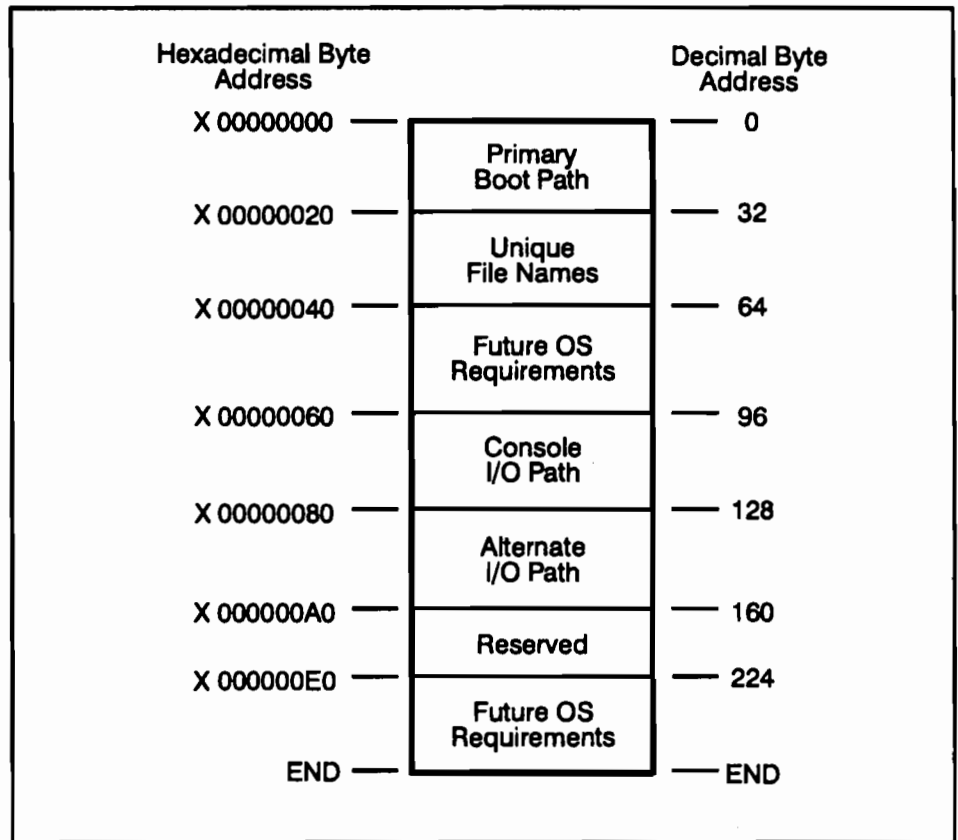 Hexadecimal Byte
Address
Decimal Byte
Address
X 00000000
0
Primary
Boot Path
X 00000020
32
Unique
File Names
X 00000040
64
Future OS
Requirements
X 00000060
96
Console
I/O Path
X 00000080
128
Alternate
I/O Path
X 000000A0
160
Reserved
X 000000E0
224
Future OS
Requirements
END
END